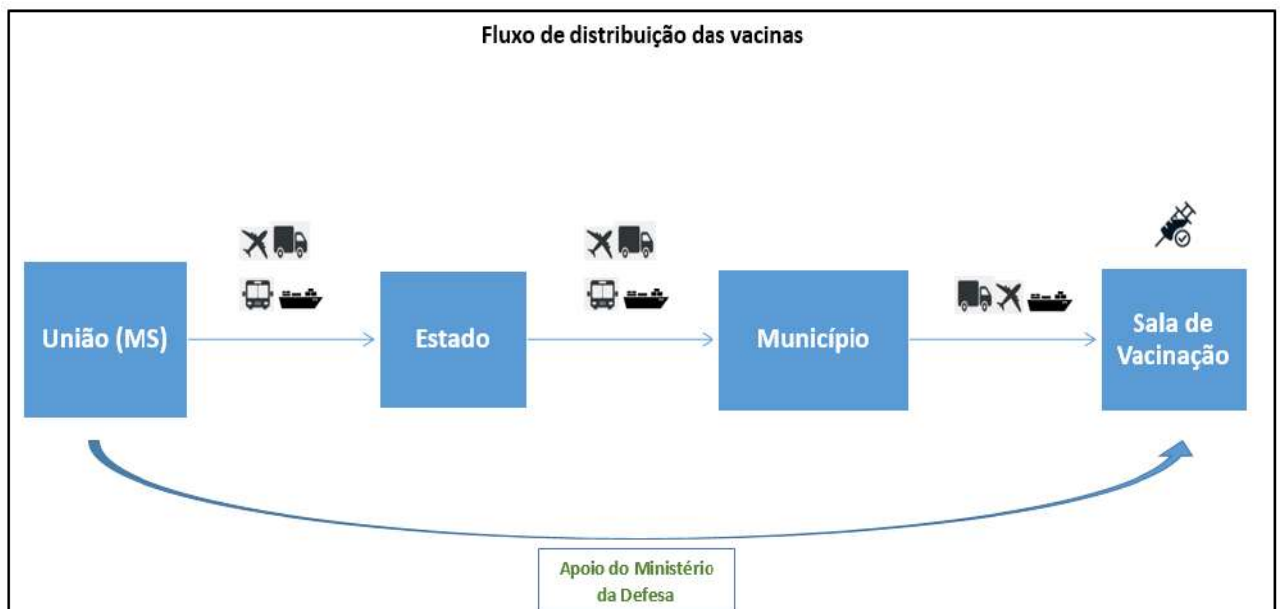 Fluxo de distribuição das vacinas
União (MS)
Estado
Município
Sala de
Vacinação
Apoio do Ministério
da Defesa